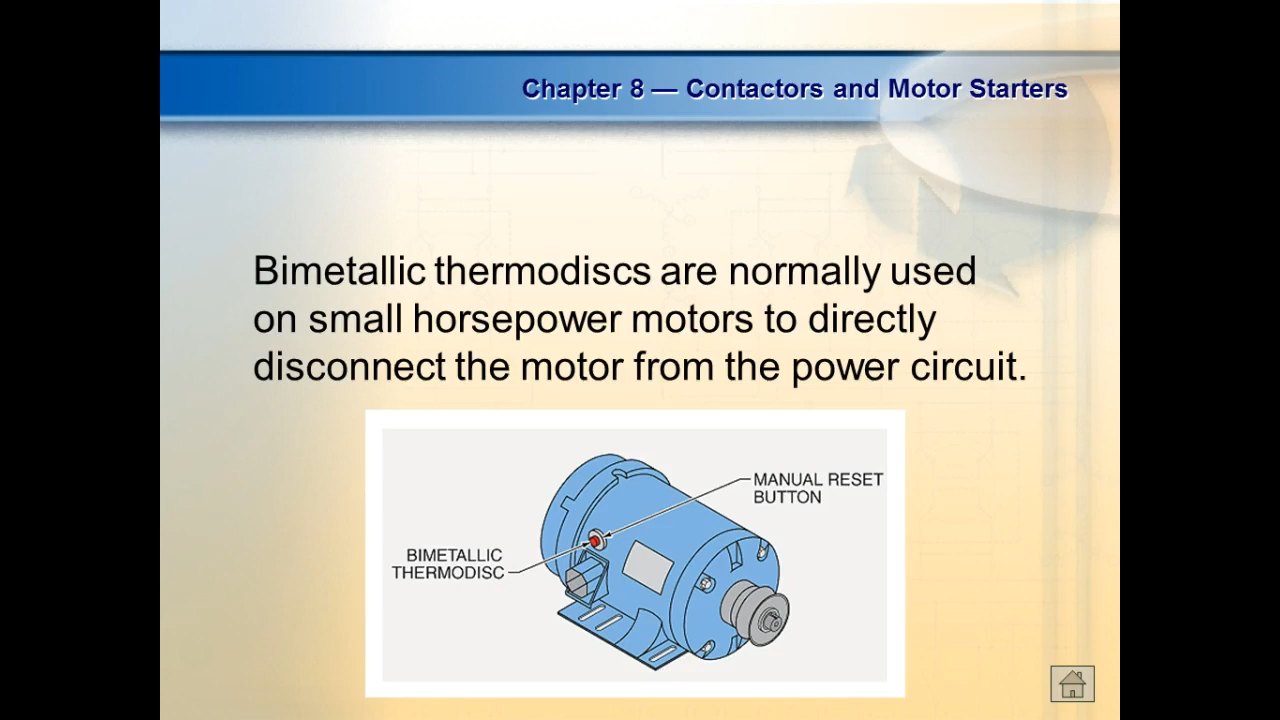 Chapter 8 — Contactors and Motor Starters
Bimetallic thermodiscs are normally used
on small horsepower motors to directly
disconnect the motor from the power circuit.
MANUAL RESET
BUTTON
BIMETALLIC
THERMODISC